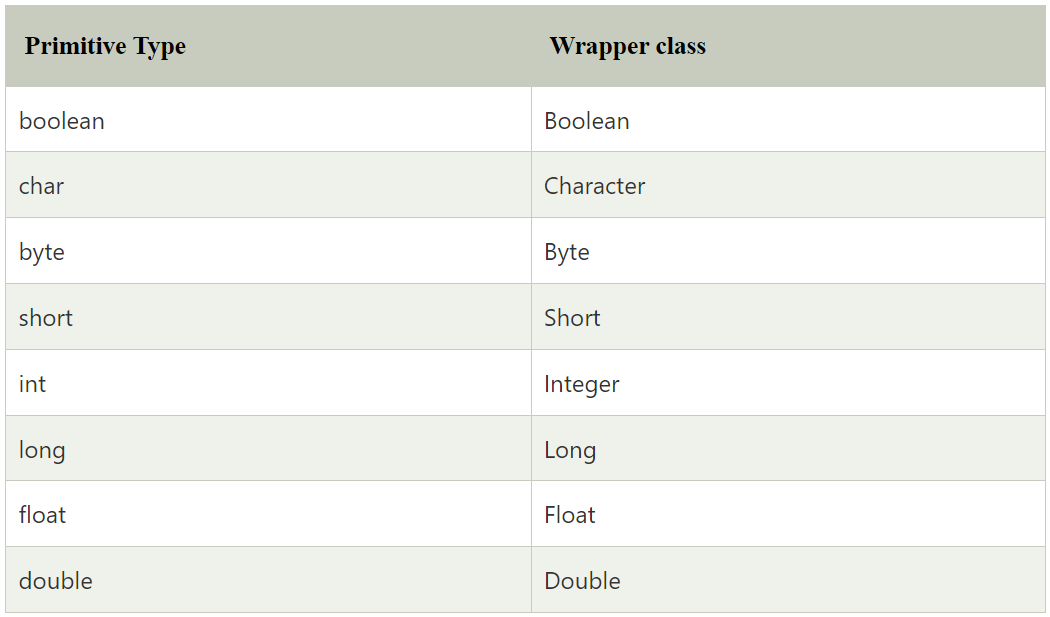 Primitive Type Wrapper class
boolean Boolean
char Character
byte Byte
short Short
int Integer
long Long
float Float
double Double